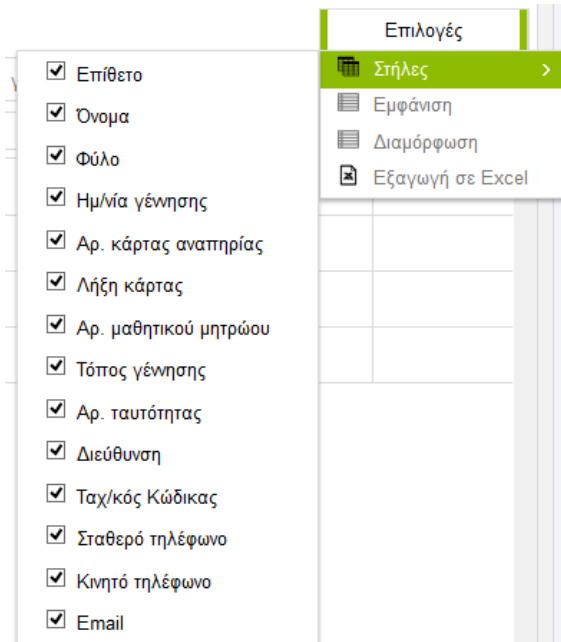 Επιλογές
Στήλες
Εμφάνιση
Διαμόρφωση
Εξαγωγή σε Excel
Επίθετο
Όνομα
Φύλο
Ημ/νία γέννησης
Αρ. κάρτας αναπηρίας
Λήξη κάρτας
Αρ. μαθητικού μητρώου
Τόπος γέννησης
Αρ. ταυτότητας
Διεύθυνση
Ταχ/κός Κώδικας
Σταθερό τηλέφωνο
Κινητό τηλέφωνο
Email